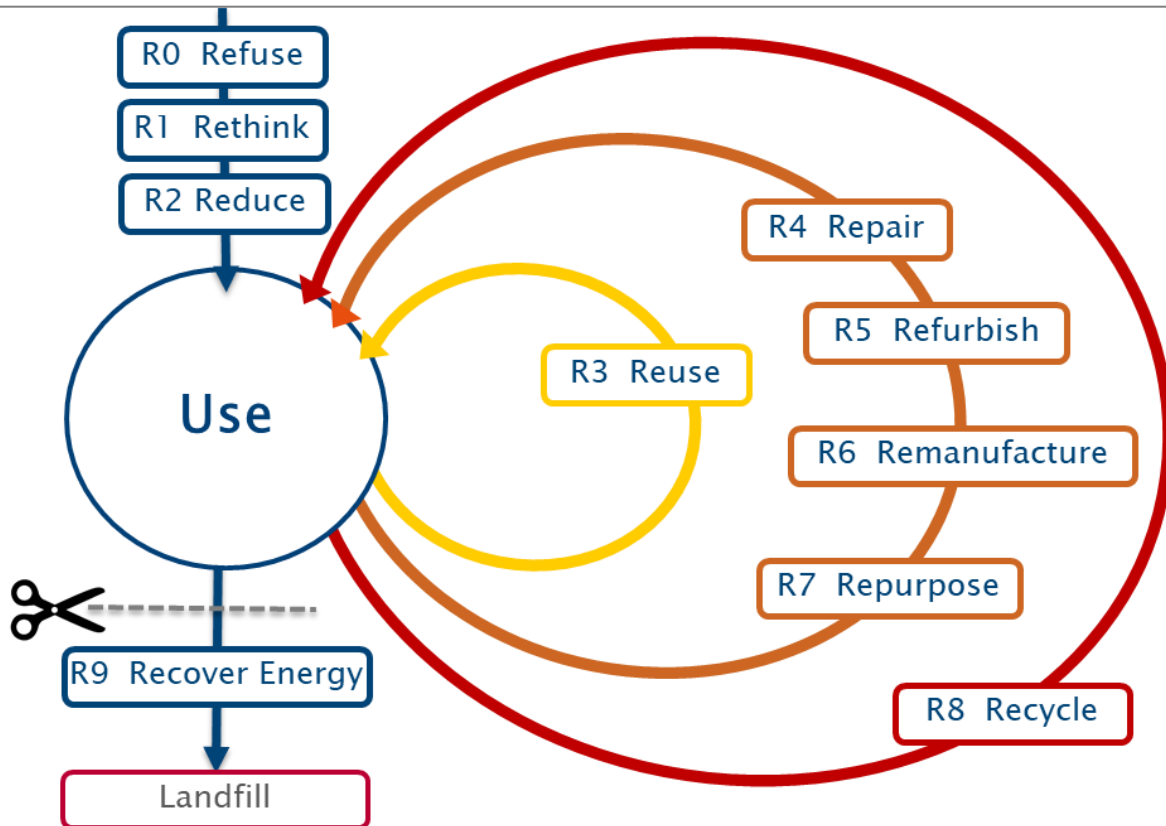 R0 Refuse
R1 Rethink
R2 Reduce
R4 Repair
R5 Refurbish
R3 Reuse
Use
R6 Remanufacture
R7 Repurpose
R9 Recover Energy
R8 Recycle
Landfill